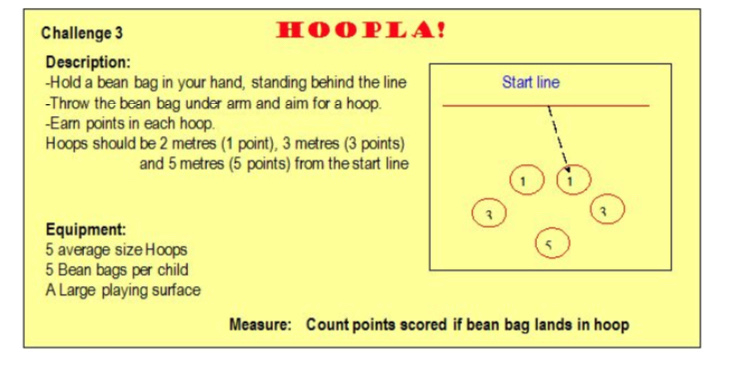 Challenge 3
HOOPLA!
Description:
-Hold a bean bag in your hand, standing behind the line
-Throw the bean bag under arm and aim for a hoop.
-Earn points in each hoop.
Hoops should be 2 metres (1 point), 3 metres (3 points)
and 5 metres (5 points) from the start line
Equipment:
5 average size Hoops
5 Bean bags per child
A Large playing surface
Start line
1
1
3
3
5
Measure: Count points scored if bean bag lands in hoop